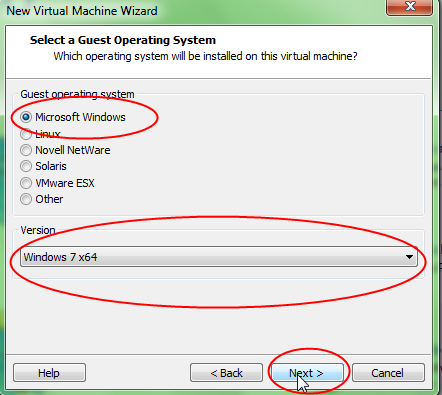 New Virtual Machine Wizard
Select a Guest Operating System
Which operating system will be installed on this virtual machine?
Guest operating system
Microsoft Windows
Linux
Novell NetWare
Solaris
VMware ESX
Other
Version
Windows 7 x64
Help
< Back
Next >
Cancel